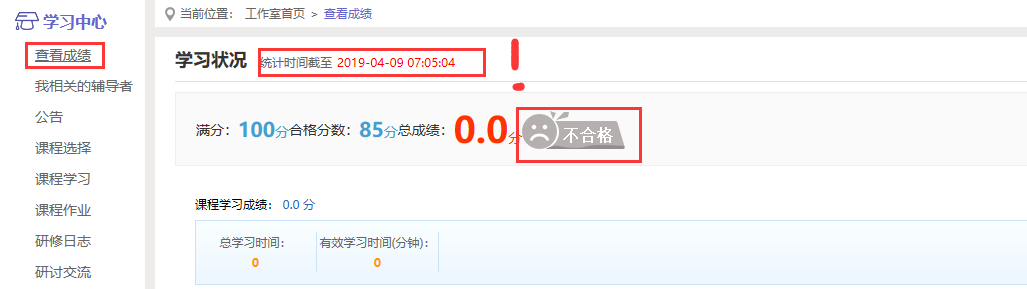 学习中心
查看成绩
我相关的辅导者
公告
课程选择
课程学习
课程作业
研修日志
研讨交流
当前位置： 工作室首页 > 查看成绩
学习状况 统计时间截至 2019-04-09 07:05:04
满分：100分合格分数：85分总成绩：0.0分 不合格
课程学习成绩： 0.0 分
总学习时间： 有效学习时间(分钟)：
0 0